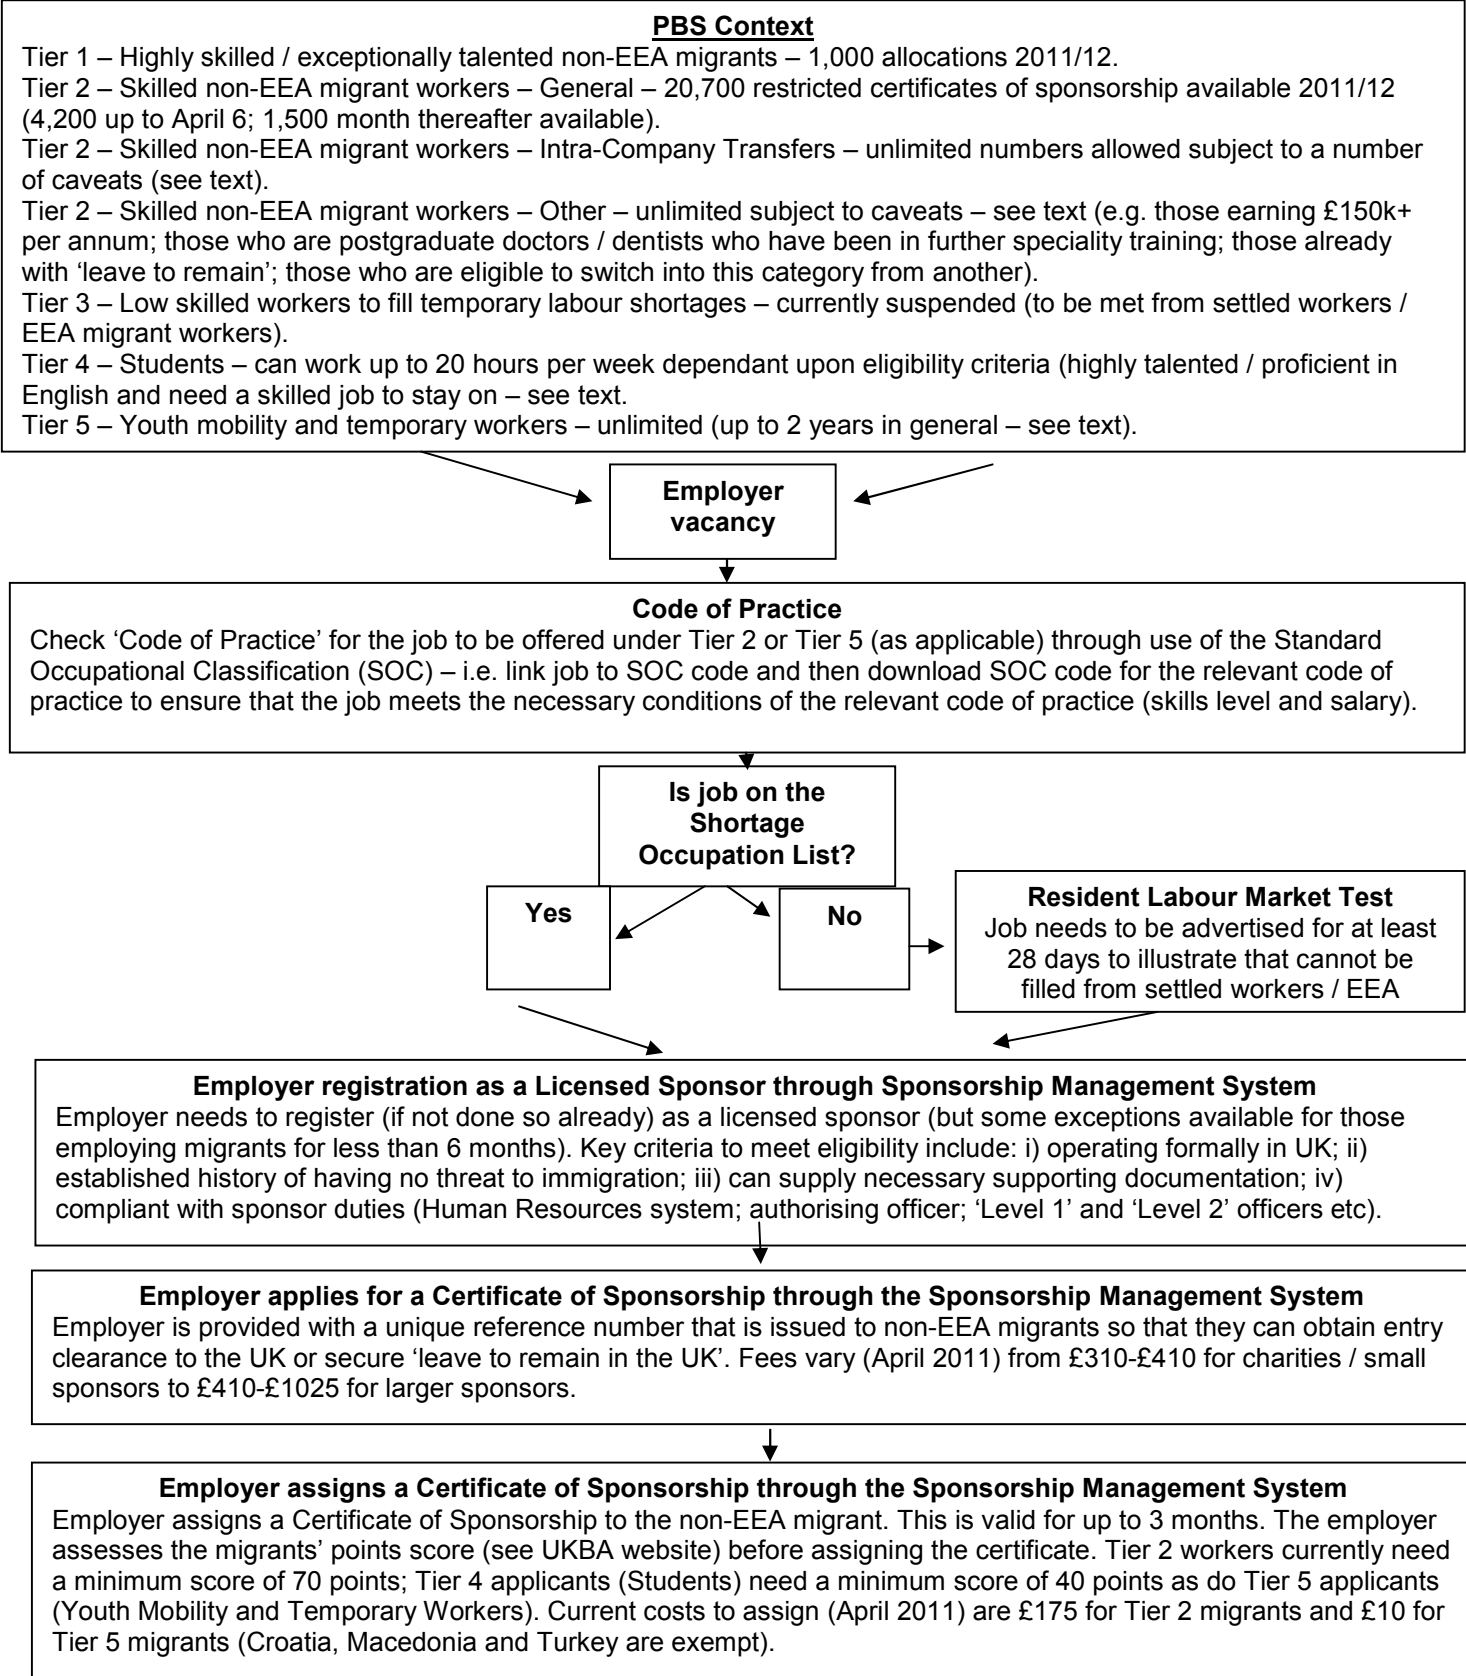 PBS Context
Tier 1 – Highly skilled / exceptionally talented non-EEA migrants – 1,000 allocations 2011/12.
Tier 2 – Skilled non-EEA migrant workers – General – 20,700 restricted certificates of sponsorship available 2011/12
(4,200 up to April 6; 1,500 month thereafter available).
Tier 2 – Skilled non-EEA migrant workers – Intra-Company Transfers – unlimited numbers allowed subject to a number
of caveats (see text).
Tier 2 – Skilled non-EEA migrant workers – Other – unlimited subject to caveats – see text (e.g. those earning £150k+
per annum; those who are postgraduate doctors / dentists who have been in further speciality training; those already
with ‘leave to remain’; those who are eligible to switch into this category from another).
Tier 3 – Low skilled workers to fill temporary labour shortages – currently suspended (to be met from settled workers /
EEA migrant workers).
Tier 4 – Students – can work up to 20 hours per week dependant upon eligibility criteria (highly talented / proficient in
English and need a skilled job to stay on – see text.
Tier 5 – Youth mobility and temporary workers – unlimited (up to 2 years in general – see text).
Employer
vacancy
Code of Practice
Check ‘Code of Practice’ for the job to be offered under Tier 2 or Tier 5 (as applicable) through use of the Standard
Occupational Classification (SOC) – i.e. link job to SOC code and then download SOC code for the relevant code of
practice to ensure that the job meets the necessary conditions of the relevant code of practice (skills level and salary).
Is job on the
Shortage
Occupation List?
Yes
No
Resident Labour Market Test
Job needs to be advertised for at least
28 days to illustrate that cannot be
filled from settled workers / EEA
Employer registration as a Licensed Sponsor through Sponsorship Management System
Employer needs to register (if not done so already) as a licensed sponsor (but some exceptions available for those
employing migrants for less than 6 months). Key criteria to meet eligibility include: i) operating formally in UK; ii)
established history of having no threat to immigration; iii) can supply necessary supporting documentation; iv)
compliant with sponsor duties (Human Resources system; authorising officer; ‘Level 1’ and ‘Level 2’ officers etc).
Employer applies for a Certificate of Sponsorship through the Sponsorship Management System
Employer is provided with a unique reference number that is issued to non-EEA migrants so that they can obtain entry
clearance to the UK or secure ‘leave to remain in the UK’. Fees vary (April 2011) from £310-£410 for charities / small
sponsors to £410-£1025 for larger sponsors.
Employer assigns a Certificate of Sponsorship through the Sponsorship Management System
Employer assigns a Certificate of Sponsorship to the non-EEA migrant. This is valid for up to 3 months. The employer
assesses the migrants’ points score (see UKBA website) before assigning the certificate. Tier 2 workers currently need
a minimum score of 70 points; Tier 4 applicants (Students) need a minimum score of 40 points as do Tier 5 applicants
(Youth Mobility and Temporary Workers). Current costs to assign (April 2011) are £175 for Tier 2 migrants and £10 for
Tier 5 migrants (Croatia, Macedonia and Turkey are exempt).